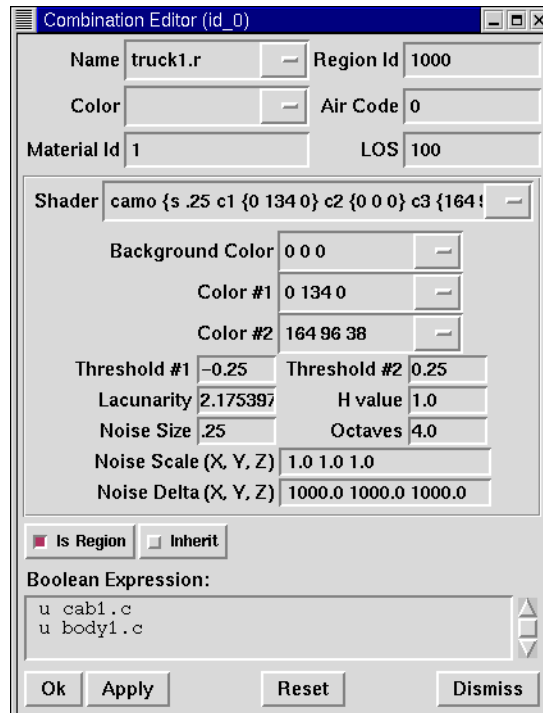 Combination Editor (id_0)
Name truck1.r Region Id 1000
Color Air Code 0
Material Id 1 LOS 100
Shader camo {s .25 c1 {0 134 0} c2 {0 0 0} c3 {164
Background Color 0 0 0
Color #1 0 134 0
Color #2 164 96 38
Threshold #1 −0.25 Threshold #2 0.25
Lacunarity 2.175397 H value 1.0
Noise Size .25 Octaves 4.0
Noise Scale (X, Y, Z) 1.0 1.0 1.0
Noise Delta (X, Y, Z) 1000.0 1000.0 1000.0
Is Region Inherit
Boolean Expression:
u cab1.c
u body1.c
Ok Apply Reset Dismiss